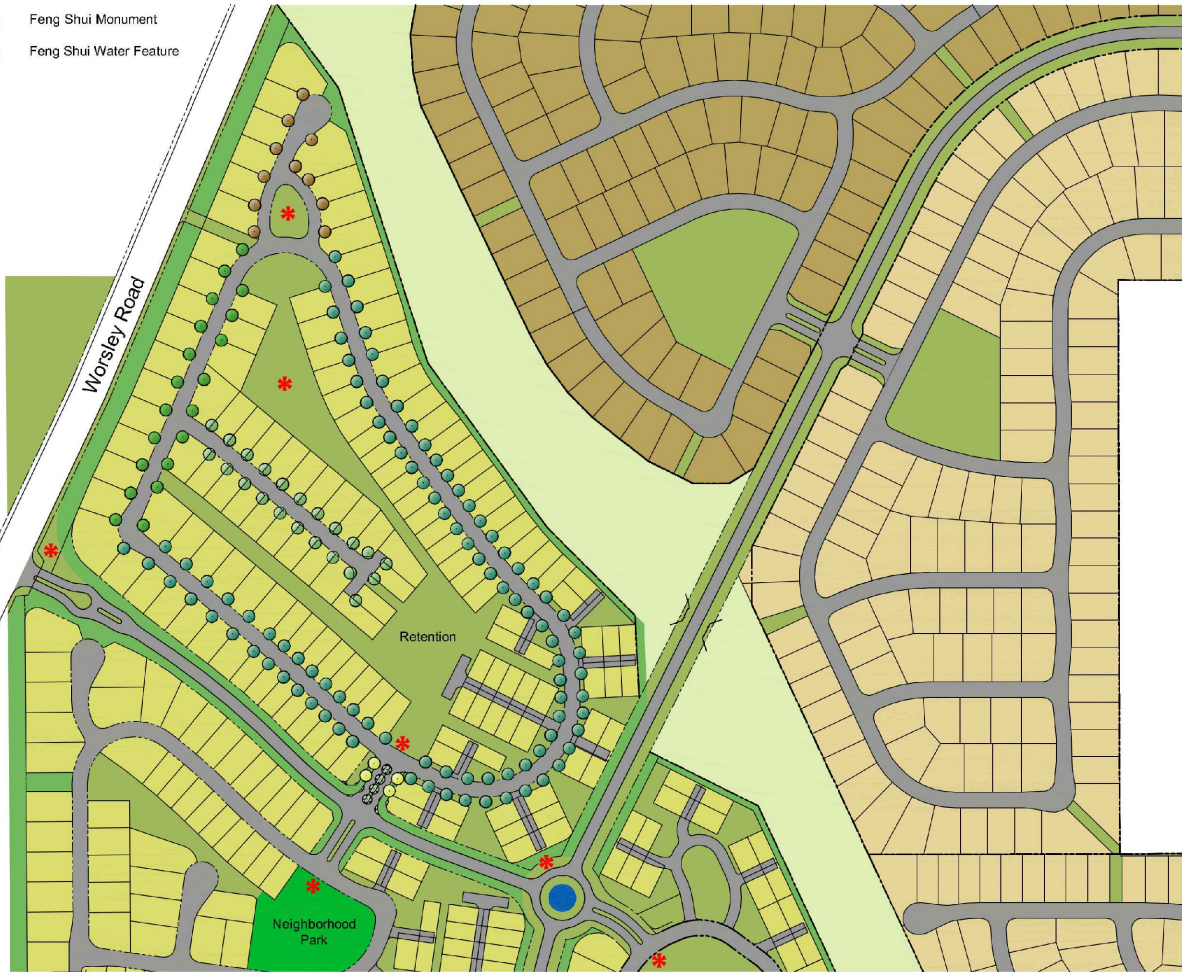 Feng Shui Monument
Feng Shui Water Feature
Worsley Road
Retention
Neighborhood
Park